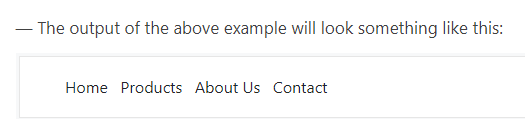 — The output of the above example will look something like this:
Home Products About Us Contact